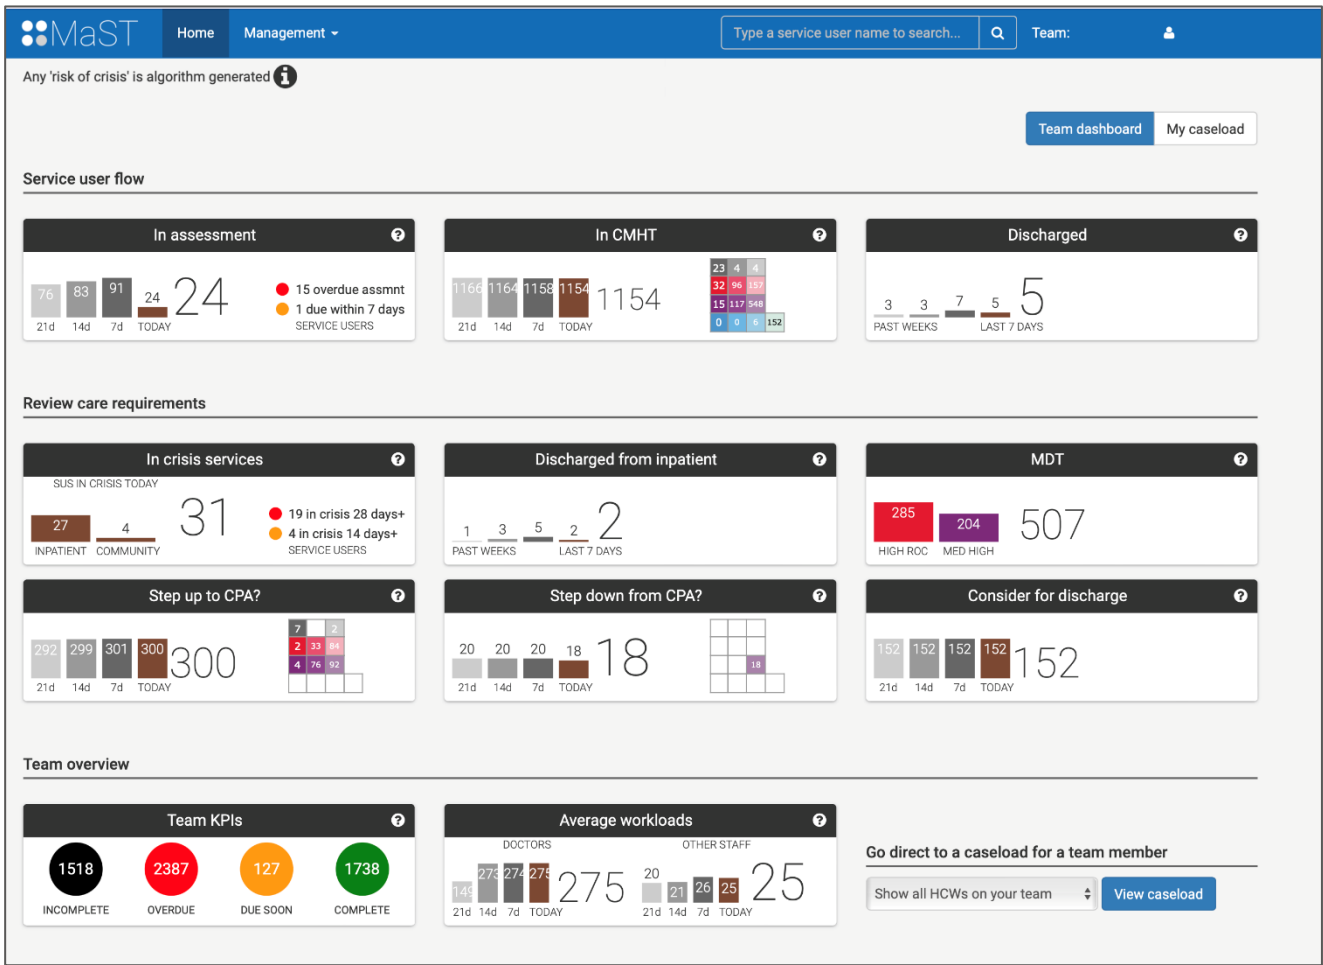 MaST Home Management Type a service user name to search... Team:
Any 'risk of crisis' is algorithm generated
Team dashboard My caseload
Service user flow
In assessment
76 83 91 24 24
21d 14d 7d TODAY
15 overdue assmnt
1 due within 7 days
SERVICE USERS
In CMHT
1166 1164 1158 1154 1154
21d 14d 7d TODAY
23 4 4
32 96 157
15 117 548
0 0 6 152
Discharged
3 3 7 5 5
PAST WEEKS LAST 7 DAYS
Review care requirements
In crisis services
SUS IN CRISIS TODAY
27 4 31
INPATIENT COMMUNITY
19 in crisis 28 days+
4 in crisis 14 days+
SERVICE USERS
Discharged from inpatient
1 3 5 2 2
PAST WEEKS LAST 7 DAYS
MDT
285 204 507
HIGH ROC MED HIGH
Step up to CPA?
292 299 301 300 300
21d 14d 7d TODAY
7 2
2 33 84
4 76 92
Step down from CPA?
20 20 20 18 18
21d 14d 7d TODAY
18
Consider for discharge
152 152 152 152 152
21d 14d 7d TODAY
Team overview
Team KPIs
1518 2387 127 1738
INCOMPLETE OVERDUE DUE SOON COMPLETE
Average workloads
DOCTORS
149 273 274 275 275
21d 14d 7d TODAY
OTHER STAFF
20 21 26 25 25
21d 14d 7d TODAY
Go direct to a caseload for a team member
Show all HCWs on your team View caseload